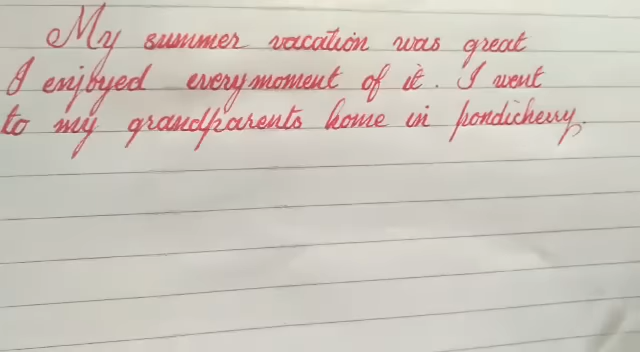 My summer vacation was great
I enjoyed everymoment of it. I went
to my grandparents home in pondicherry.